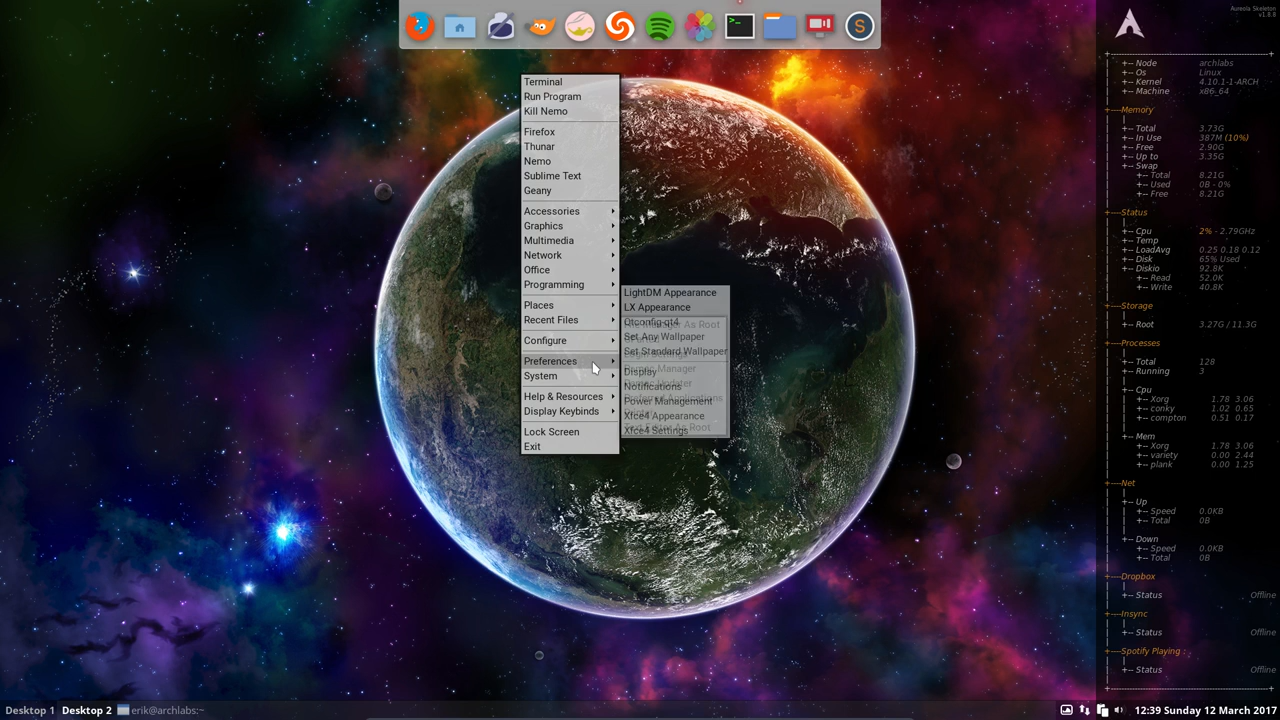 Aureola Skeleton
v1.8.0
Terminal
Run Program
Kill Nemo
Firefox
Thunar
Nemo
Sublime Text
Geany
Accessories
Graphics
Multimedia
Network
Office
Programming
Places
Recent Files
Configure
Preferences
System
Help & Resources
Display Keybinds
Lock Screen
Exit
LightDM Appearance
LX Appearance
Qtconfig-qt4
Set Any Wallpaper
Set Standard Wallpaper
Display
Notifications
Power Management
Xfce4 Appearance
Xfce4 Settings
Node archlabs
Os Linux
Kernel 4.10.1-1-ARCH
Machine x86_64
Memory
Total 3.73G
In Use 387M (10%)
Free 2.90G
Up to 3.35G
Swap
Total 8.21G
Used 0B - 0%
Free 8.21G
Status
Cpu 2% - 2.79GHz
Temp
LoadAvg 0.25 0.18 0.12
Disk 65% Used
Diskio 92.8K
Read 52.0K
Write 40.8K
Storage
Root 3.27G / 11.3G
Processes
Total 128
Running 3
Cpu
Xorg 1.78 3.06
conky 1.02 0.65
compton 0.51 0.17
Mem
Xorg 1.78 3.06
variety 0.00 2.44
plank 0.00 1.25
Net
Up
Speed 0.0KB
Total 0B
Down
Speed 0.0KB
Total 0B
Dropbox
Status Offline
Insync
Status Offline
Spotify Playing :
Status Offline
Desktop 1 Desktop 2 erik@archlabs:~
12:39 Sunday 12 March 2017